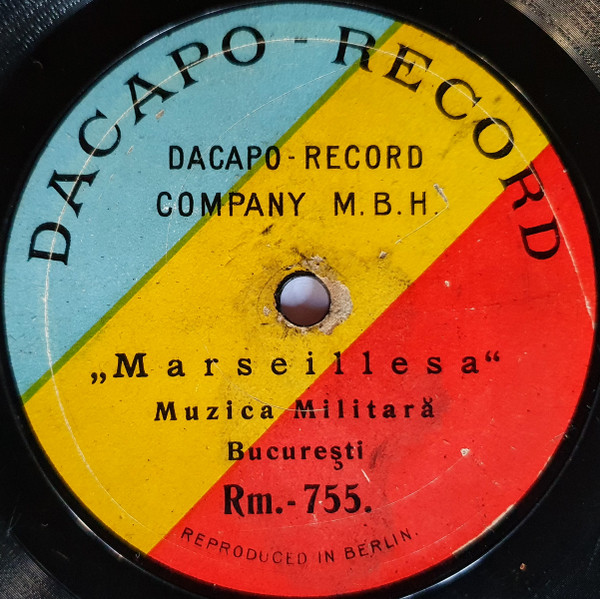 DACAPO-RECORD
DACAPO-RECORD
COMPANY M.B.H.
„Marseillesa“
Muzica Militară
Bucureşti
Rm.-755.
REPRODUCED IN BERLIN.